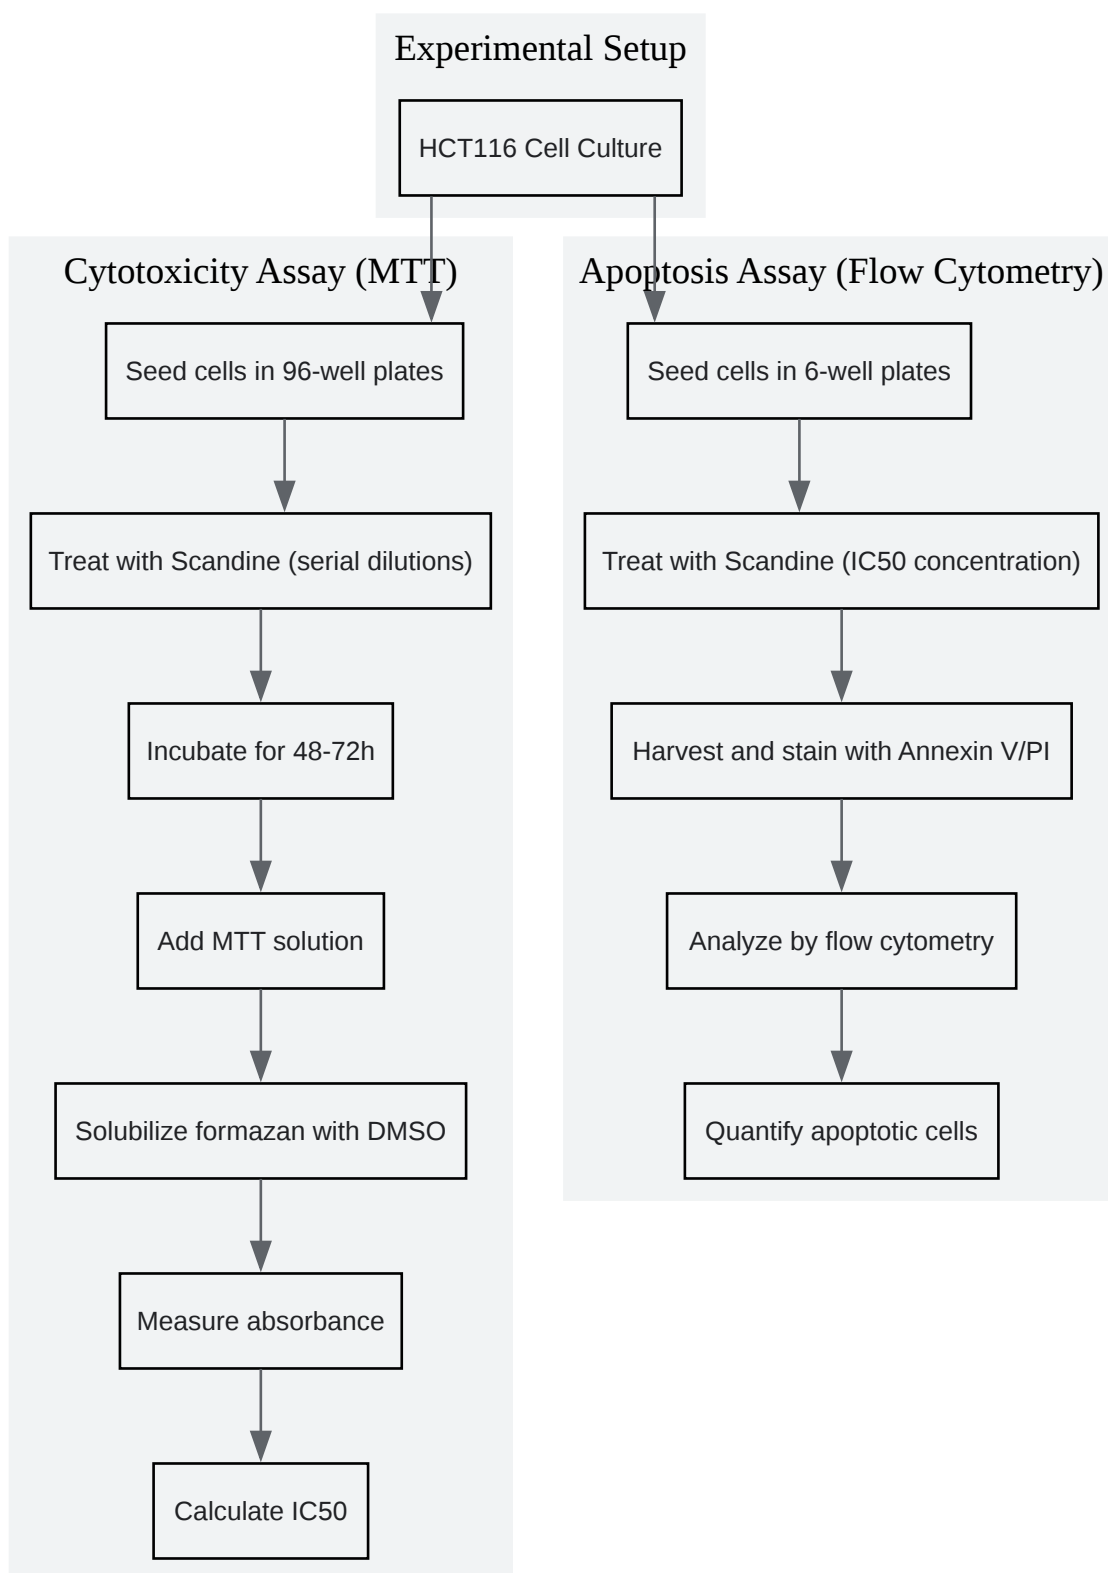 Experimental Setup
HCT116 Cell Culture
Cytotoxicity Assay (MTT)
Seed cells in 96-well plates
Treat with Scandine (serial dilutions)
Incubate for 48-72h
Add MTT solution
Solubilize formazan with DMSO
Measure absorbance
Calculate IC50
Apoptosis Assay (Flow Cytometry)
Seed cells in 6-well plates
Treat with Scandine (IC50 concentration)
Harvest and stain with Annexin V/PI
Analyze by flow cytometry
Quantify apoptotic cells